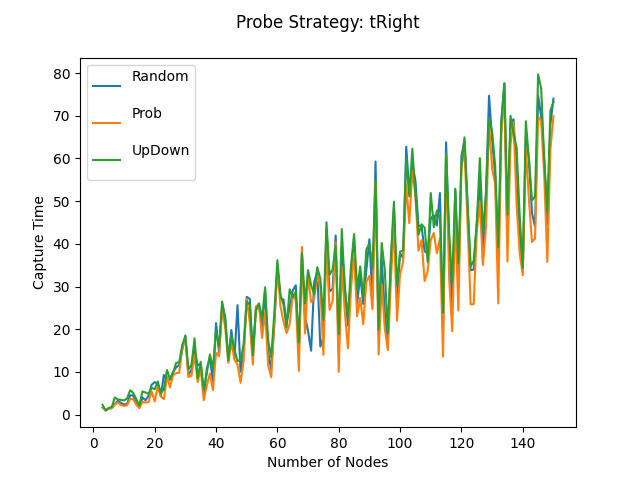 Probe Strategy: tRight
Random
Prob
UpDown
Capture Time
80
70
60
50
40
30
20
10
0
0 20 40 60 80 100 120 140
Number of Nodes